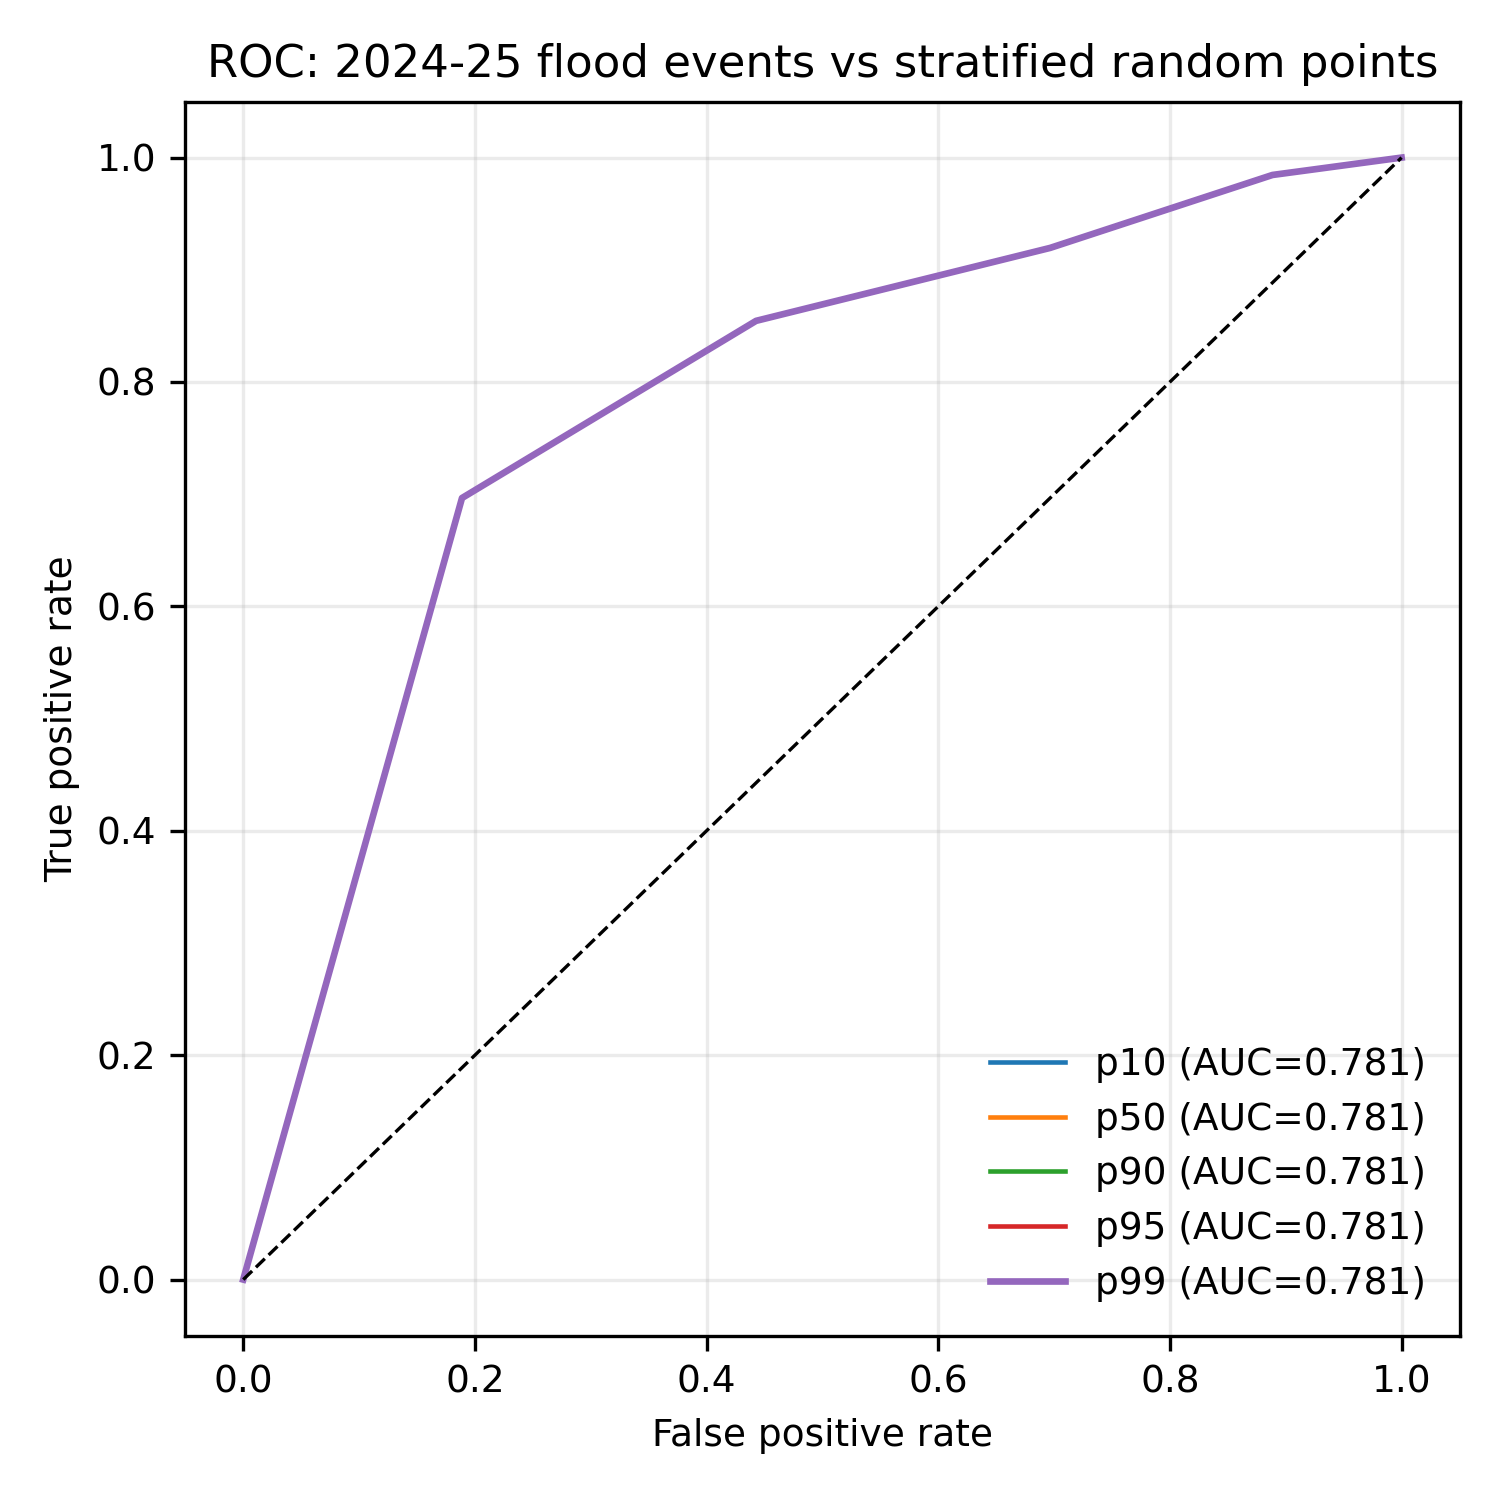 ROC: 2024-25 flood events vs stratified random points
True positive rate
1.0
0.8
0.6
0.4
0.2
0.0
p10 (AUC=0.781)
p50 (AUC=0.781)
p90 (AUC=0.781)
p95 (AUC=0.781)
p99 (AUC=0.781)
0.0 0.2 0.4 0.6 0.8 1.0
False positive rate